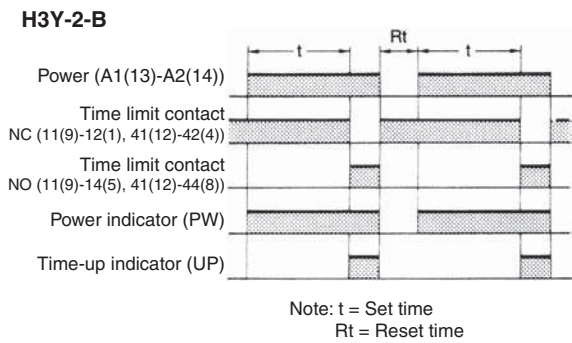 H3Y-2-B
t
Rt
t
Power (A1(13)-A2(14))
Time limit contact
NC (11(9)-12(1), 41(12)-42(4))
Time limit contact
NO (11(9)-14(5), 41(12)-44(8))
Power indicator (PW)
Time-up indicator (UP)
Note: t = Set time
Rt = Reset time